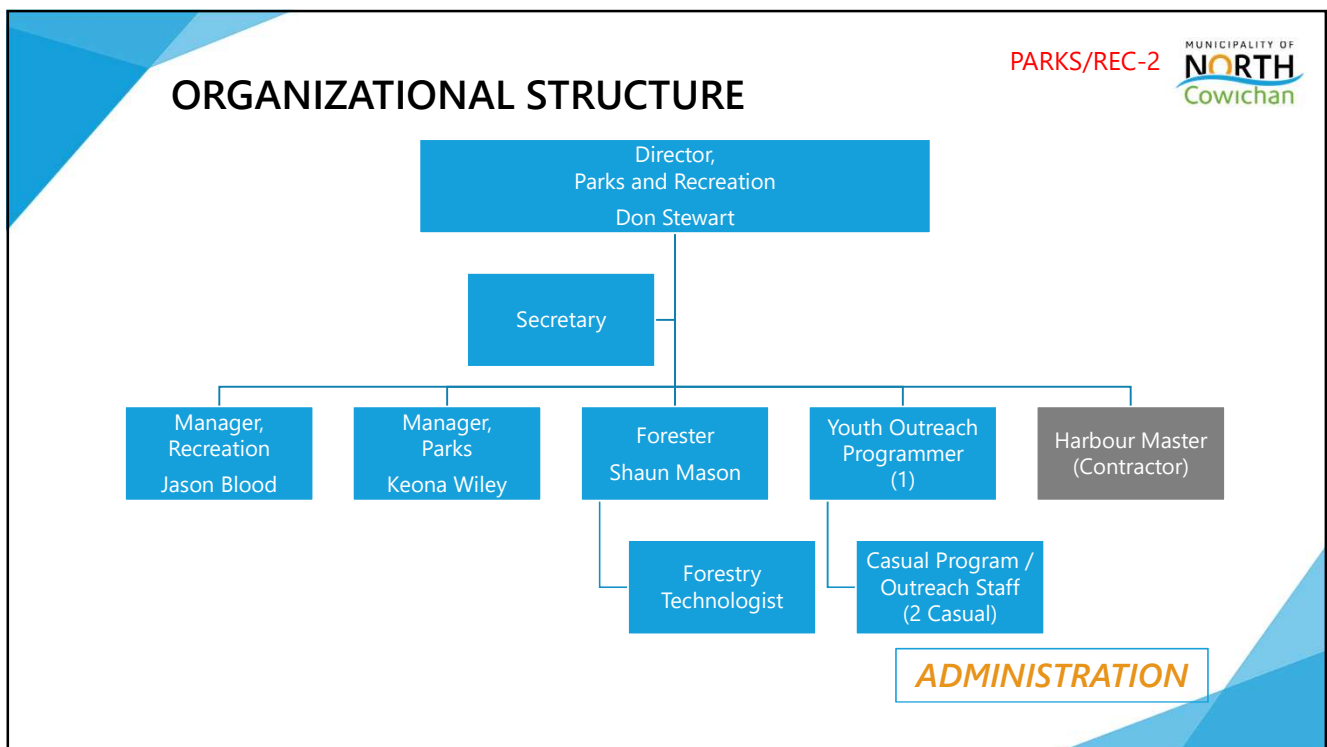 PARKS/REC-2
MUNICIPALITY OF
NORTH
Cowichan
ORGANIZATIONAL STRUCTURE
Director,
Parks and Recreation
Don Stewart
Secretary
Manager,
Recreation
Jason Blood
Manager,
Parks
Keona Wiley
Forester
Shaun Mason
Youth Outreach
Programmer
(1)
Harbour Master
(Contractor)
Forestry
Technologist
Casual Program /
Outreach Staff
(2 Casual)
ADMINISTRATION